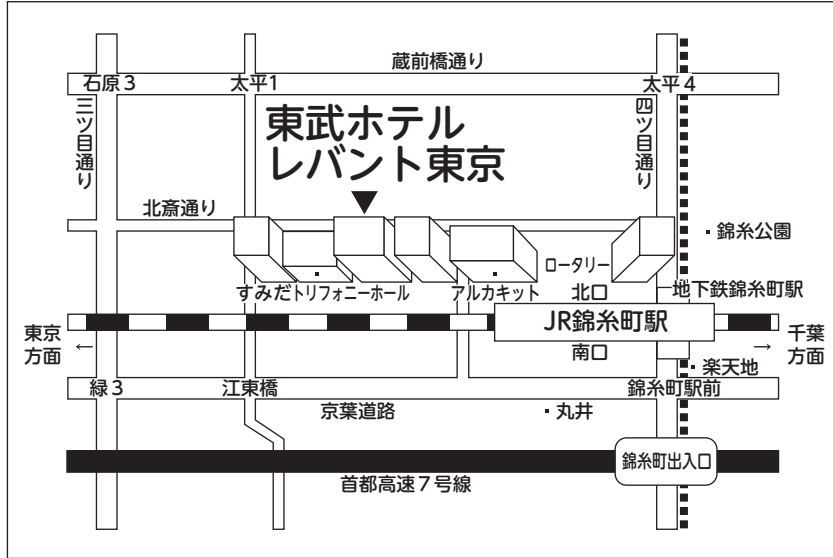 蔵前橋通り
石原3
太平1
太平4
三ツ目通り
四ツ目通り
東武ホテル
レバント東京
北斎通り
・錦糸公園
すみだトリフォニーホール
アルカキット
ロータリー
北口
地下鉄錦糸町駅
東京
方面
←
JR錦糸町駅
→
千葉
方面
南口
・楽天地
緑3
江東橋
錦糸町駅前
京葉道路
・丸井
錦糸町出入口
首都高速7号線